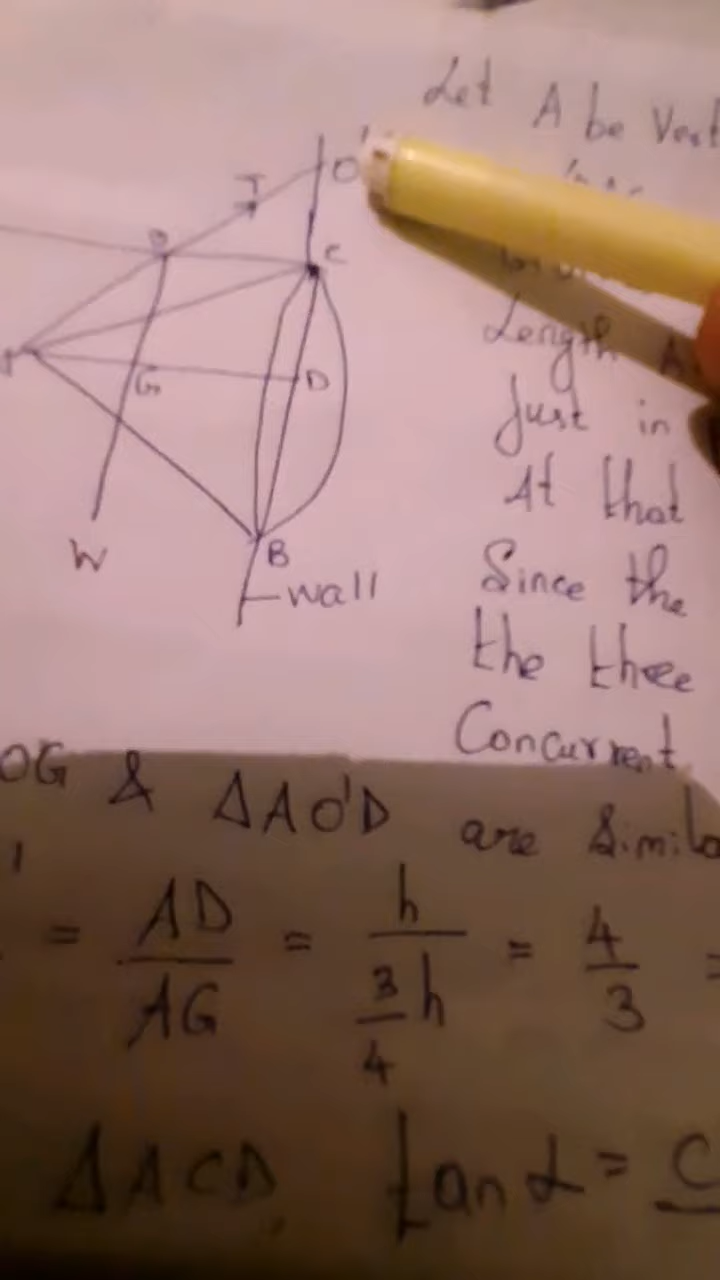 Let A be Vert
O'
T
O
C
Length
A
G
D
Just in
At that
W
B
wall
Since the
the three
Concurrent
OG & ΔAO'D are Simila
= AD/AG = h/(3/4 h) = 4/3 =
ΔACD, tan α = C